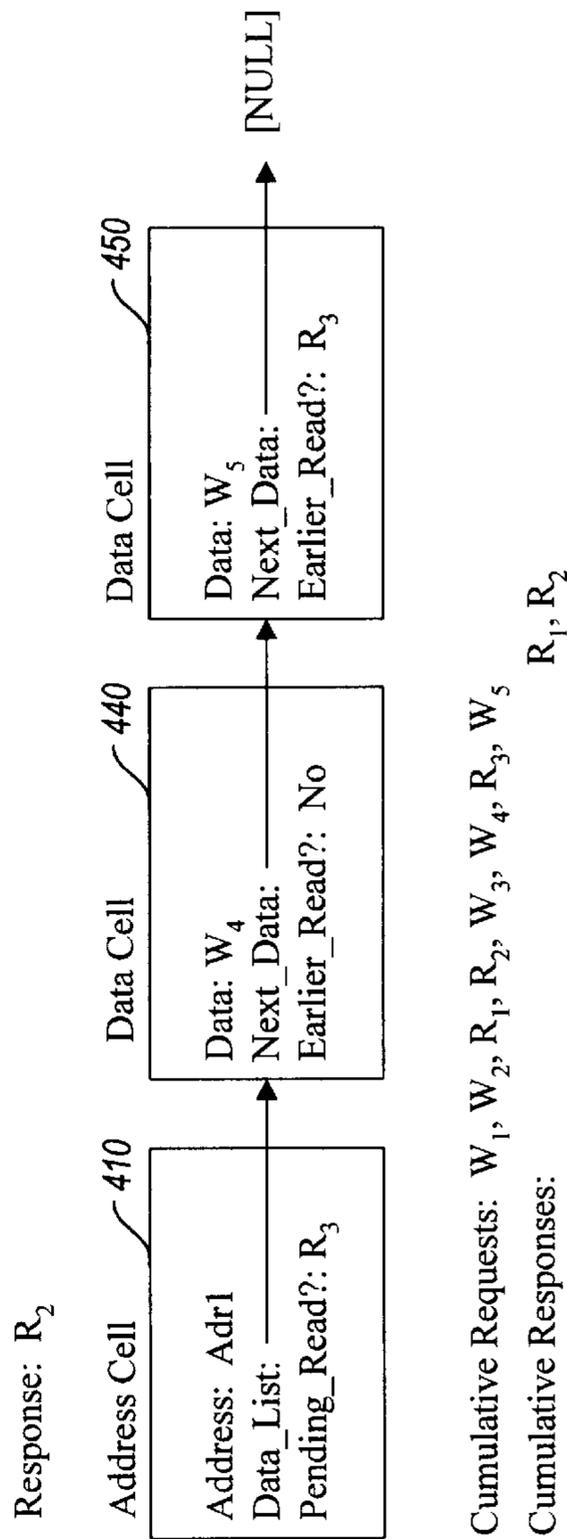 Response: R₂
Address Cell
410
Address: Adr1
Data_List:
Pending_Read?: R₃
Data Cell
440
Data: W₄
Next_Data:
Earlier_Read?: No
Data Cell
450
Data: W₅
Next_Data:
Earlier_Read?: R₃
[NULL]
Cumulative Requests: W₁, W₂, R₁, R₂, W₃, W₄, R₃, W₅
Cumulative Responses: R₁, R₂